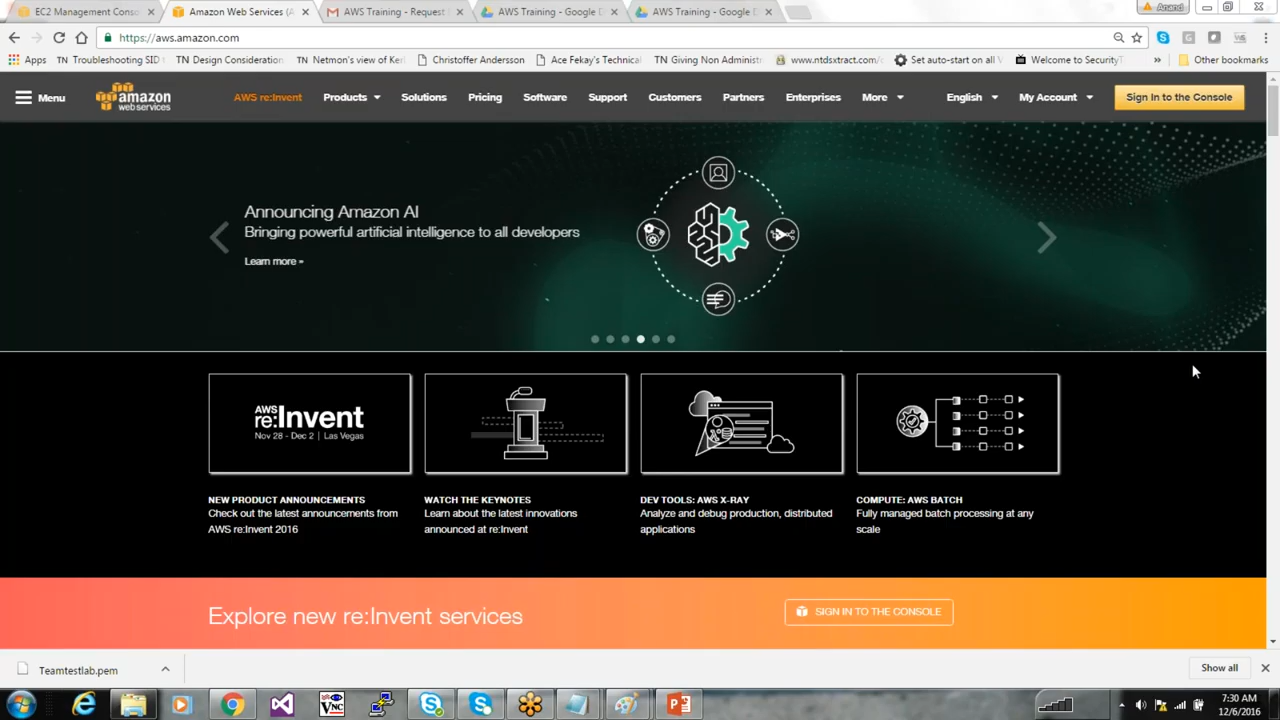 EC2 Management Conso
Amazon Web Services (A
AWS Training - Request
AWS Training - Google D
AWS Training - Google D
Anand
https://aws.amazon.com
Apps
Troubleshooting SID
Design Consideration
Netmon's view of Ker
Christoffer Andersson
Ace Fekay's Technical
Giving Non Administr
www.ntdsxtract.com/
Set auto-start on all V
Welcome to SecurityT
Other bookmarks
Menu
amazon
web services
AWS re:Invent
Products
Solutions
Pricing
Software
Support
Customers
Partners
Enterprises
More
English
My Account
Sign In to the Console
Announcing Amazon AI
Bringing powerful artificial intelligence to all developers
Learn more »
AWS
re:Invent
Nov 28 - Dec 2 | Las Vegas
NEW PRODUCT ANNOUNCEMENTS
Check out the latest announcements from
AWS re:Invent 2016
WATCH THE KEYNOTES
Learn about the latest innovations
announced at re:Invent
DEV TOOLS: AWS X-RAY
Analyze and debug production, distributed
applications
COMPUTE: AWS BATCH
Fully managed batch processing at any
scale
Explore new re:Invent services
SIGN IN TO THE CONSOLE
Teamtestlab.pem
Show all
7:30 AM
12/6/2016